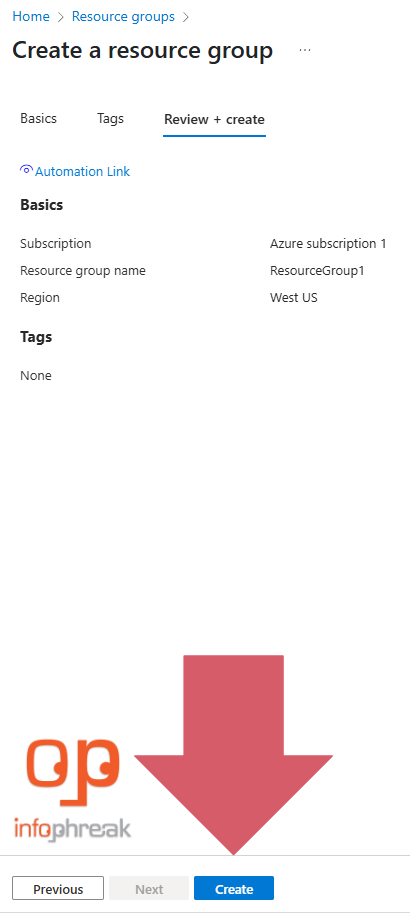 Home > Resource groups >
Create a resource group ...
Basics Tags Review + create
Automation Link
Basics
Subscription Azure subscription 1
Resource group name ResourceGroup1
Region West US
Tags
None
op
infophreak
Previous Next Create